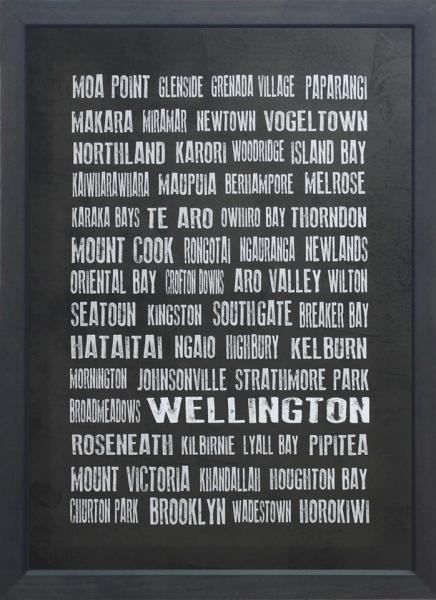 MOA POINT GLENSIDE GRENADA VILLAGE PAPARANGI
MAKARA MIRAMAR NEWTOWN VOGELTOWN
NORTHLAND KARORI WOODRIDGE ISLAND BAY
KAIWHARAWHARA MAUPUIA BERHAMPORE MELROSE
KARAKA BAYS TE ARO OWHIRO BAY THORNDON
MOUNT COOK RONGOTAI NGAURANGA NEWLANDS
ORIENTAL BAY CROFTON DOWNS ARO VALLEY WILTON
SEATOUN KINGSTON SOUTHGATE BREAKER BAY
HATAITAI NGAIO HIGHBURY KELBURN
MORNINGTON JOHNSONVILLE STRATHMORE PARK
BROADMEADOWS WELLINGTON
ROSENEATH KILBIRNIE LYALL BAY PIPITEA
MOUNT VICTORIA KHANDALLAH HOUGHTON BAY
CHURTON PARK BROOKLYN WADESTOWN HOROKIWI